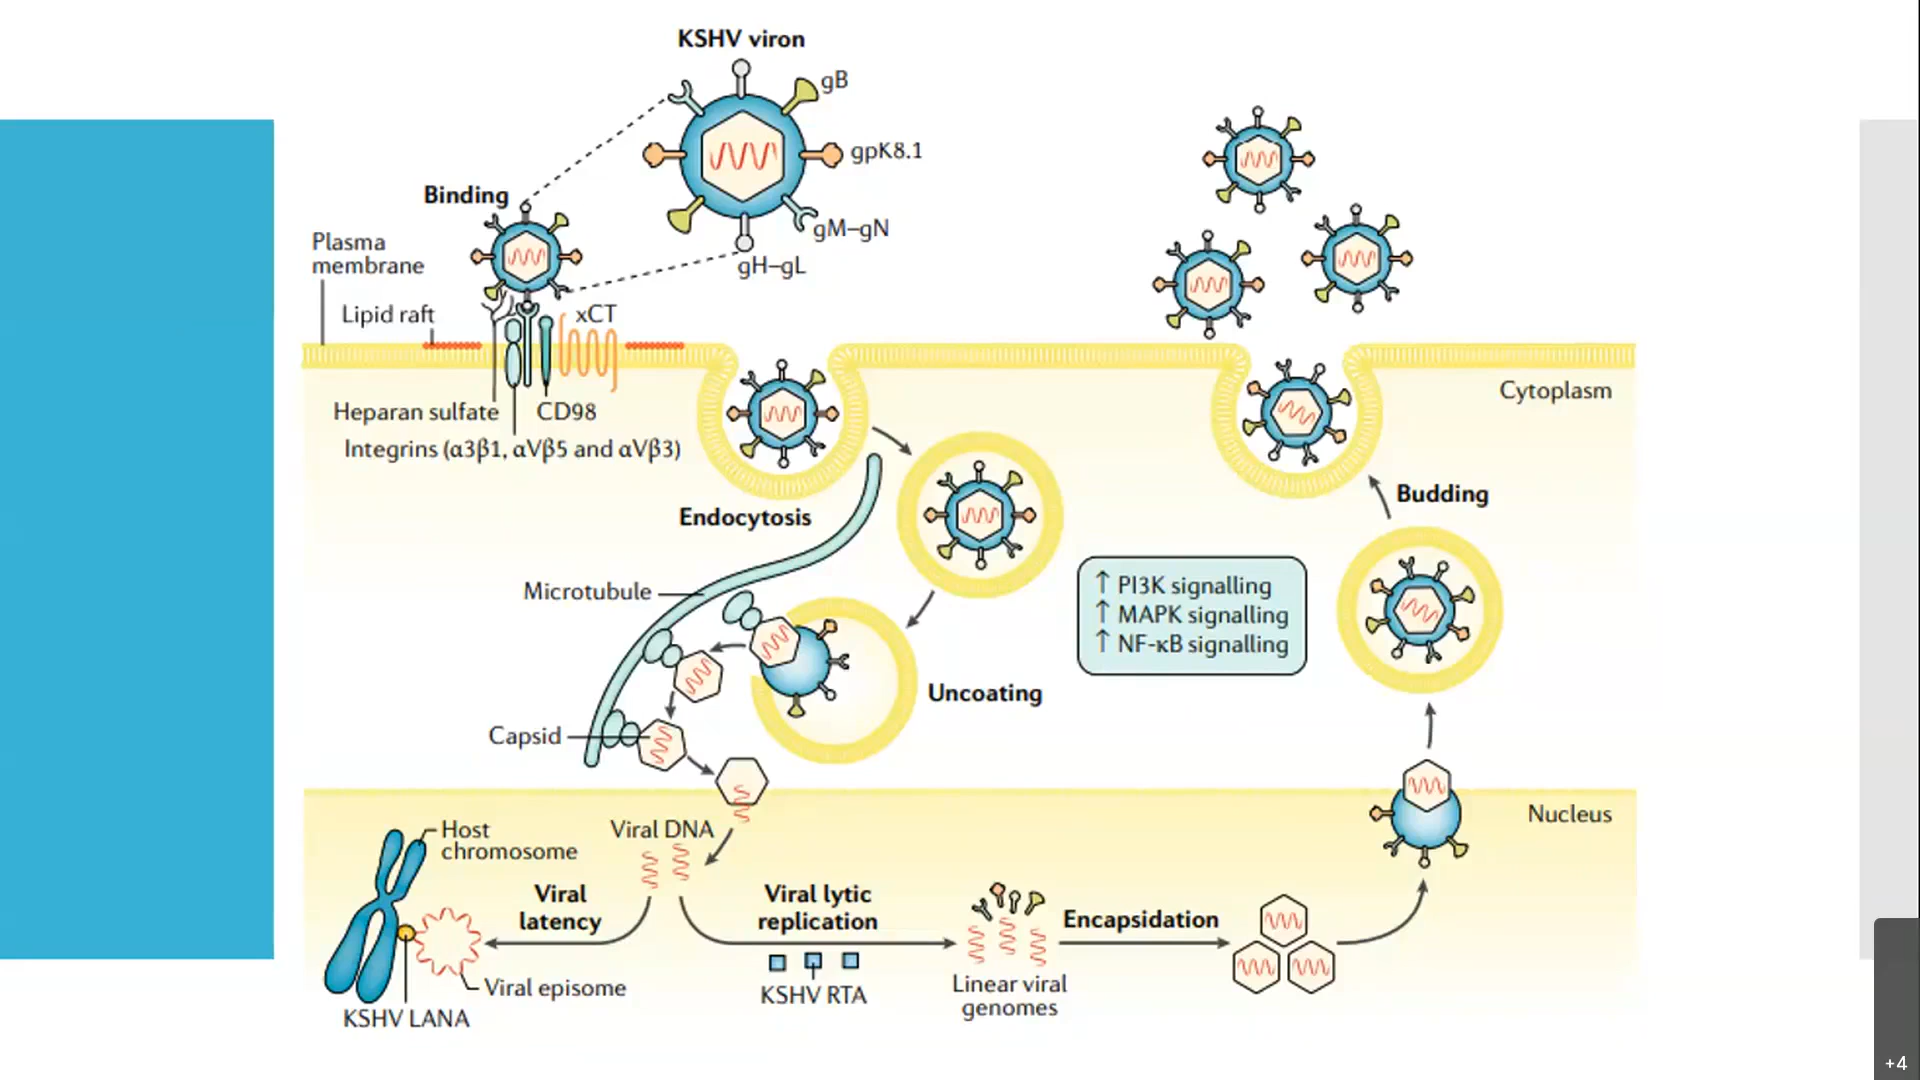 KSHV viron
gB
gpK8.1
gM–gN
gH–gL
Binding
Plasma
membrane
Lipid raft
xCT
Heparan sulfate
CD98
Integrins (α3β1, αVβ5 and αVβ3)
Cytoplasm
Endocytosis
Budding
Microtubule
↑ PI3K signalling
↑ MAPK signalling
↑ NF-κB signalling
Uncoating
Capsid
Nucleus
Host
chromosome
Viral DNA
Viral
latency
Viral lytic
replication
Encapsidation
Viral episome
KSHV LANA
KSHV RTA
Linear viral
genomes
+4